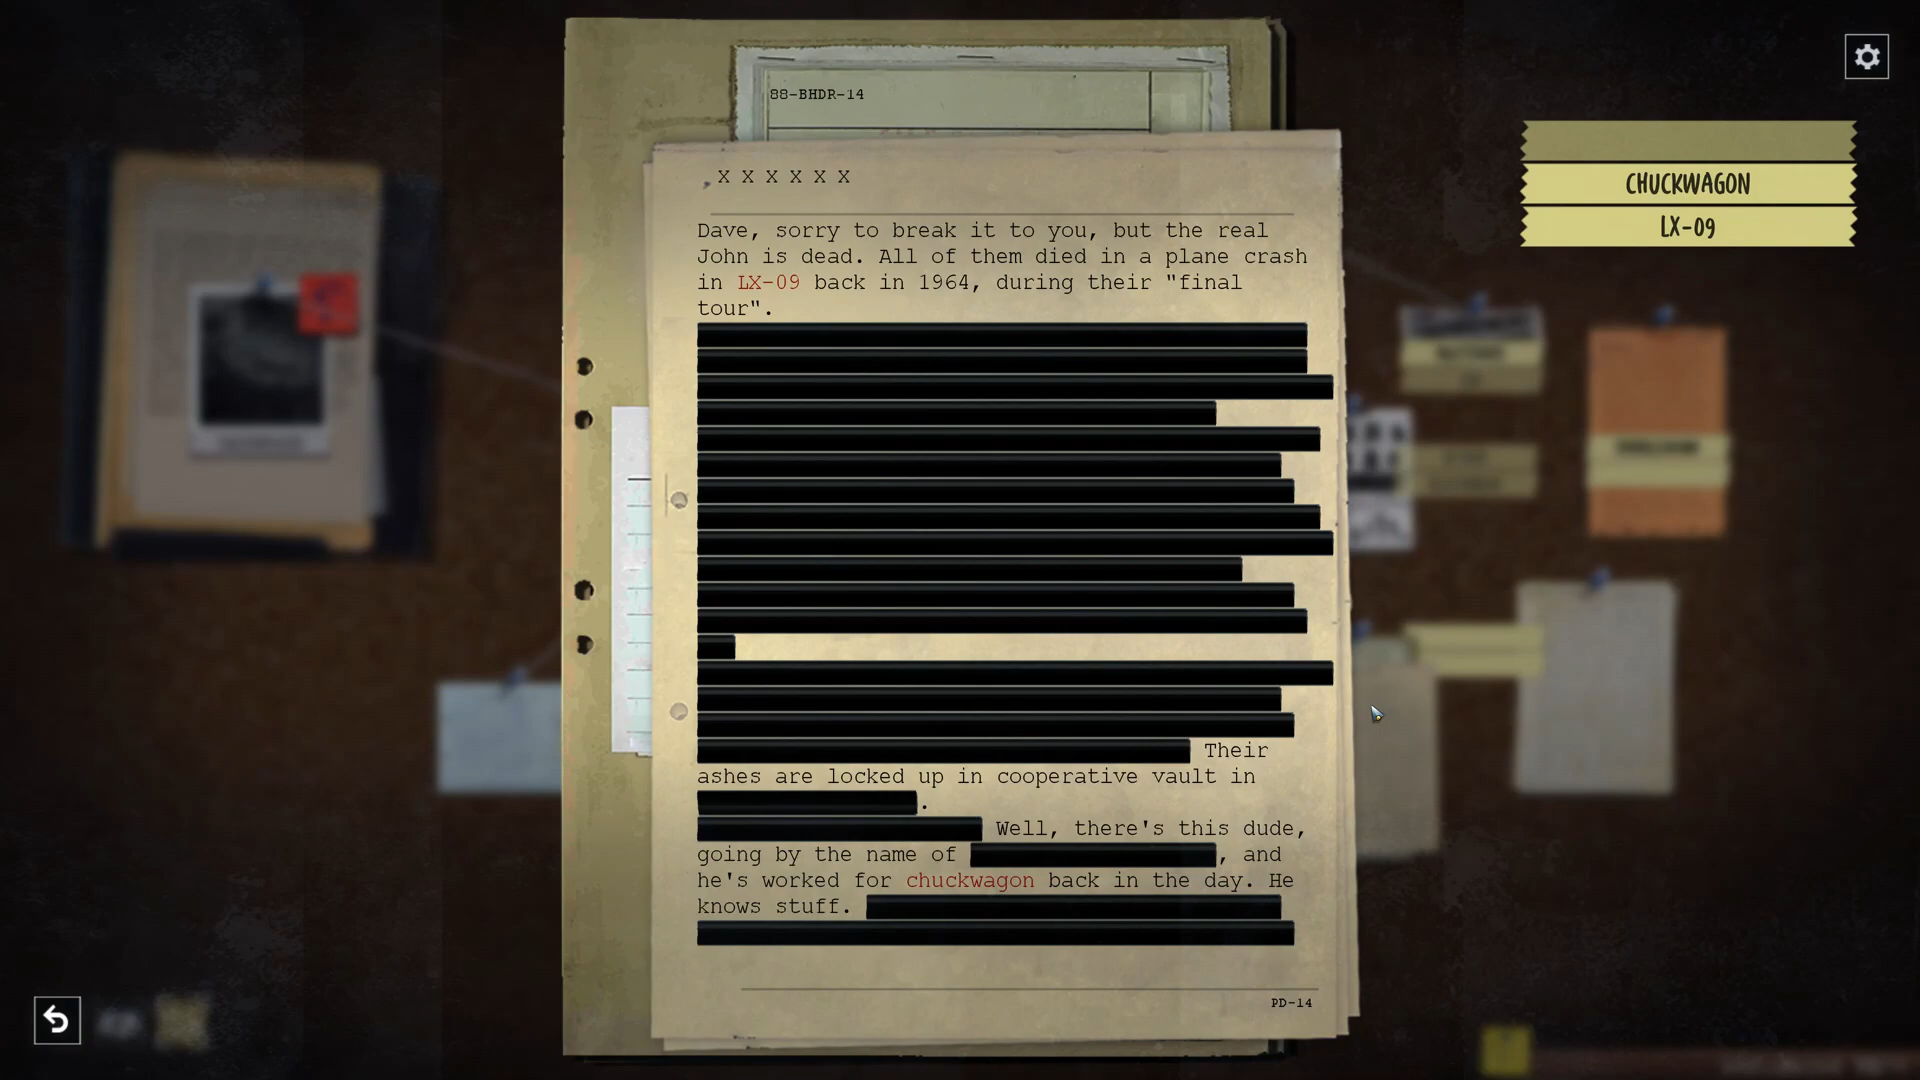 88-BHDR-14
X X X X X X
CHUCKWAGON
LX-09
Dave, sorry to break it to you, but the real
John is dead. All of them died in a plane crash
in LX-09 back in 1964, during their "final
tour".
Their
ashes are locked up in cooperative vault in
.
Well, there's this dude,
going by the name of , and
he's worked for chuckwagon back in the day. He
knows stuff.
PD-14